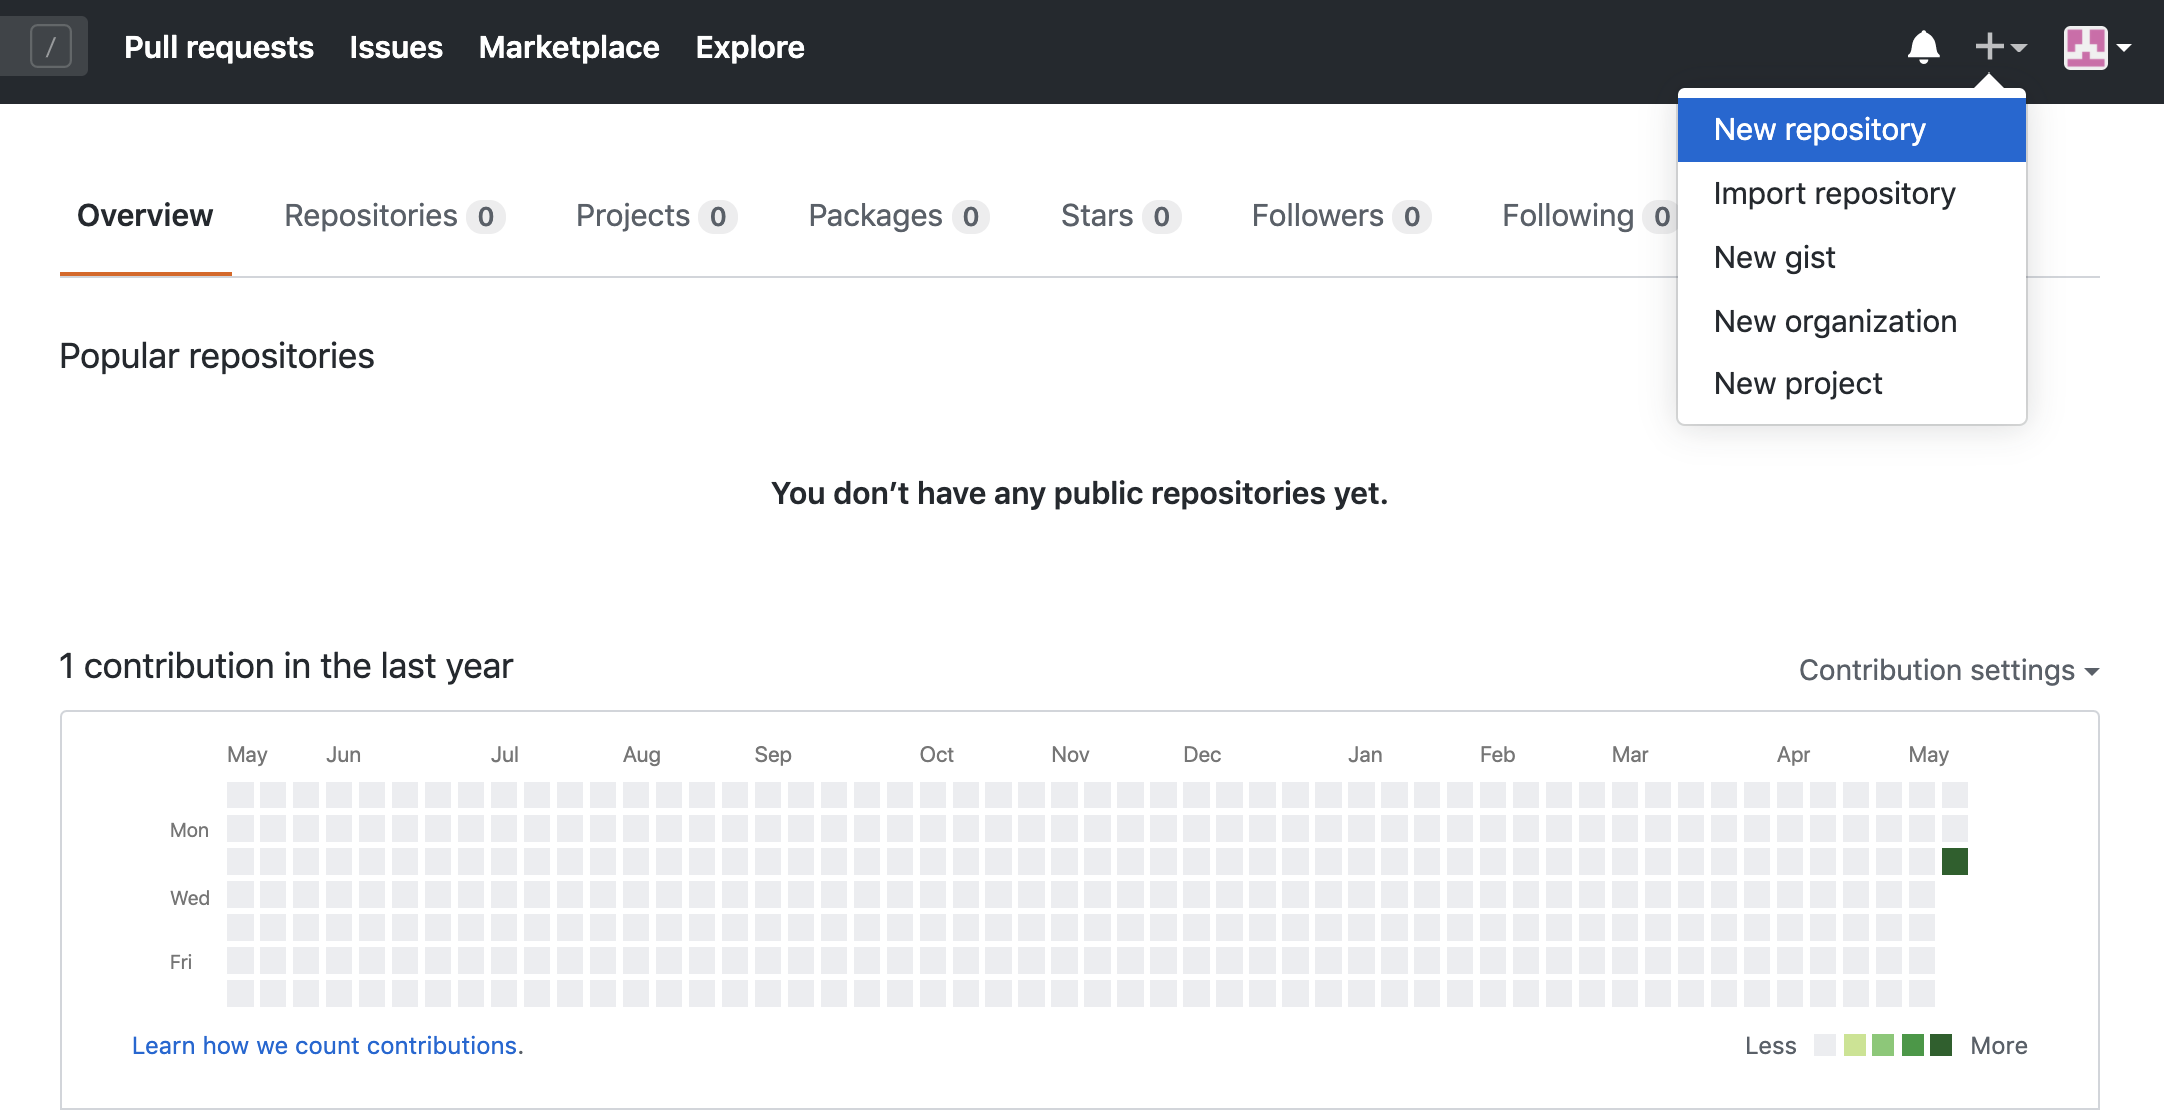 / Pull requests Issues Marketplace Explore
New repository
Import repository
New gist
New organization
New project
Overview Repositories 0 Projects 0 Packages 0 Stars 0 Followers 0 Following 0
Popular repositories
You don’t have any public repositories yet.
1 contribution in the last year
Contribution settings
May Jun Jul Aug Sep Oct Nov Dec Jan Feb Mar Apr May
Mon
Wed
Fri
Learn how we count contributions.
Less More